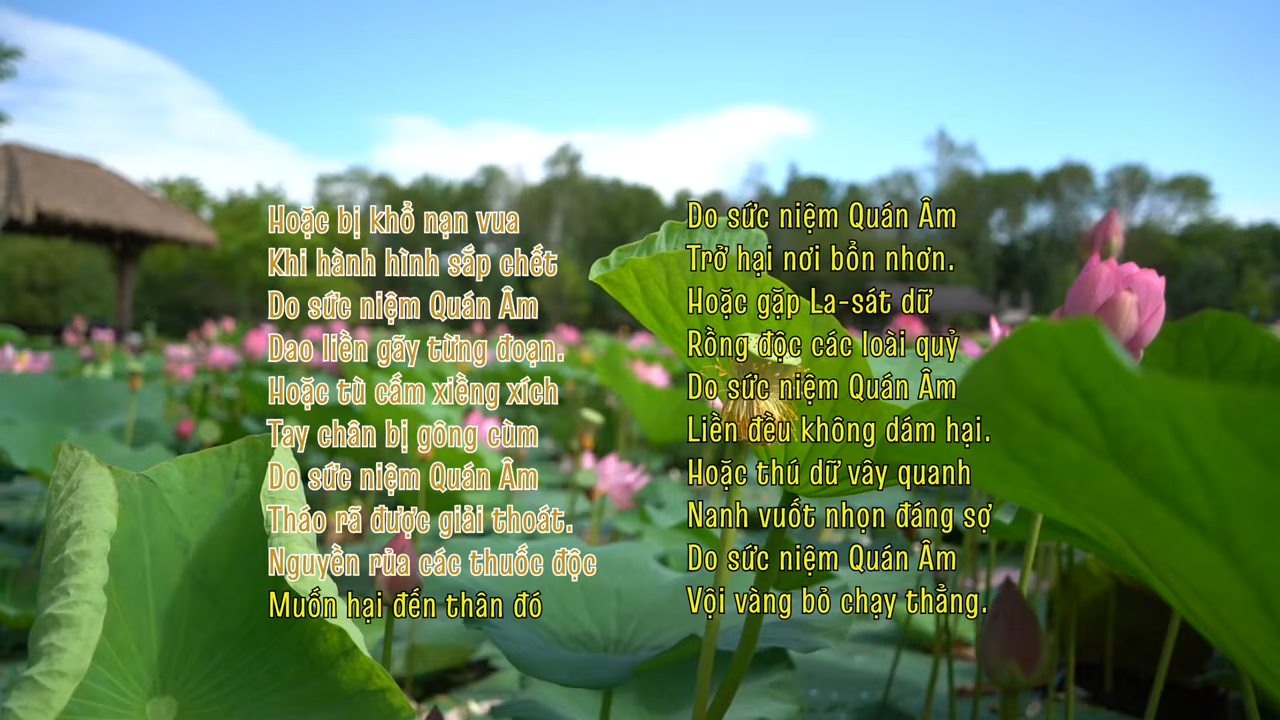 Hoặc bị khổ nạn vua
Khi hành hình sắp chết
Do sức niệm Quán Âm
Dao liền gãy từng đoạn.
Hoặc tù cấm xiềng xích
Tay chân bị gông cùm
Do sức niệm Quán Âm
Tháo rã được giải thoát.
Nguyền rủa các thuốc độc
Muốn hại đến thân đó
Do sức niệm Quán Âm
Trở hại nơi bổn nhơn.
Hoặc gặp La-sát dữ
Rồng độc các loài quỷ
Do sức niệm Quán Âm
Liền đều không dám hại.
Hoặc thú dữ vây quanh
Nanh vuốt nhọn đáng sợ
Do sức niệm Quán Âm
Vội vàng bỏ chạy thẳng.